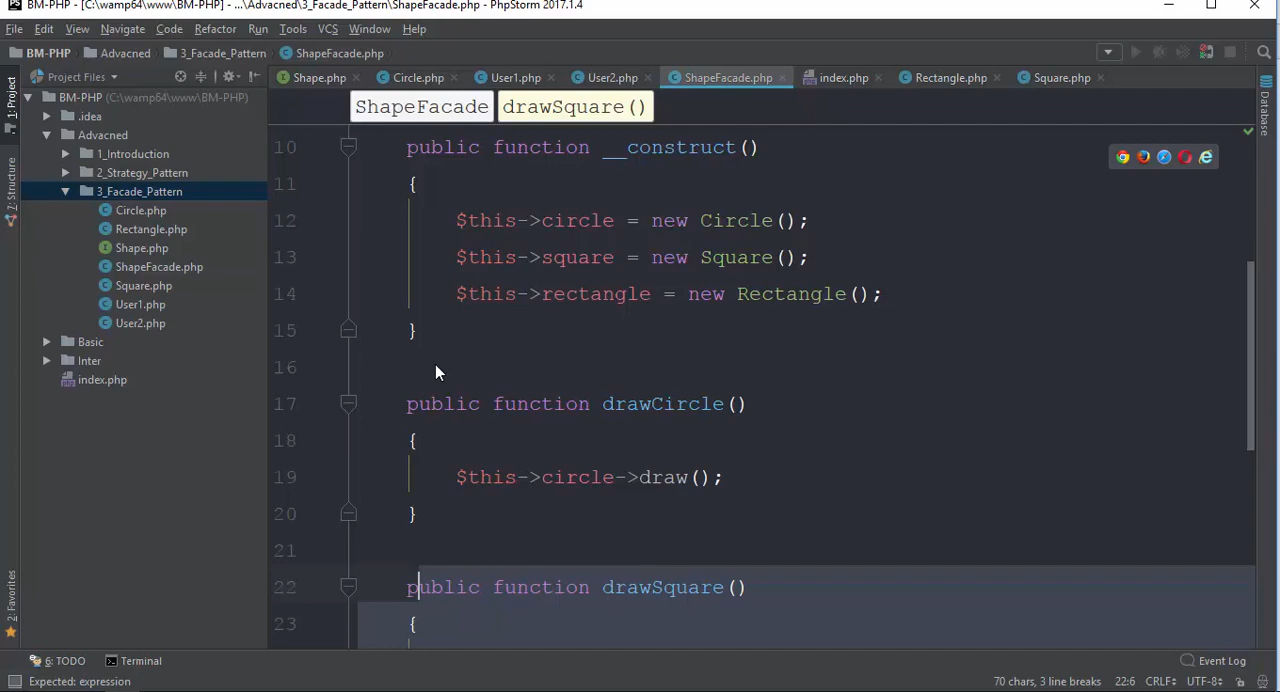 BM-PHP - [C:\wamp64\www\BM-PHP] - ...\Advacned\3_Facade_Pattern\ShapeFacade.php - PhpStorm 2017.1.4
File Edit View Navigate Code Refactor Run Tools VCS Window Help
BM-PHP Advacned 3_Facade_Pattern ShapeFacade.php
Project Files
Shape.php Circle.php User1.php User2.php ShapeFacade.php index.php Rectangle.php Square.php
1: Project
7: Structure
2: Favorites
Database
BM-PHP (C:\wamp64\www\BM-PHP)
.idea
Advacned
1_Introduction
2_Strategy_Pattern
3_Facade_Pattern
Circle.php
Rectangle.php
Shape.php
ShapeFacade.php
Square.php
User1.php
User2.php
Basic
Inter
index.php
ShapeFacade drawSquare()
10 public function __construct()
11 {
12 $this->circle = new Circle();
13 $this->square = new Square();
14 $this->rectangle = new Rectangle();
15 }
16
17 public function drawCircle()
18 {
19 $this->circle->draw();
20 }
21
22 public function drawSquare()
23 {
6: TODO Terminal Event Log
Expected: expression 70 chars, 3 line breaks 22:6 CRLF÷ UTF-8÷